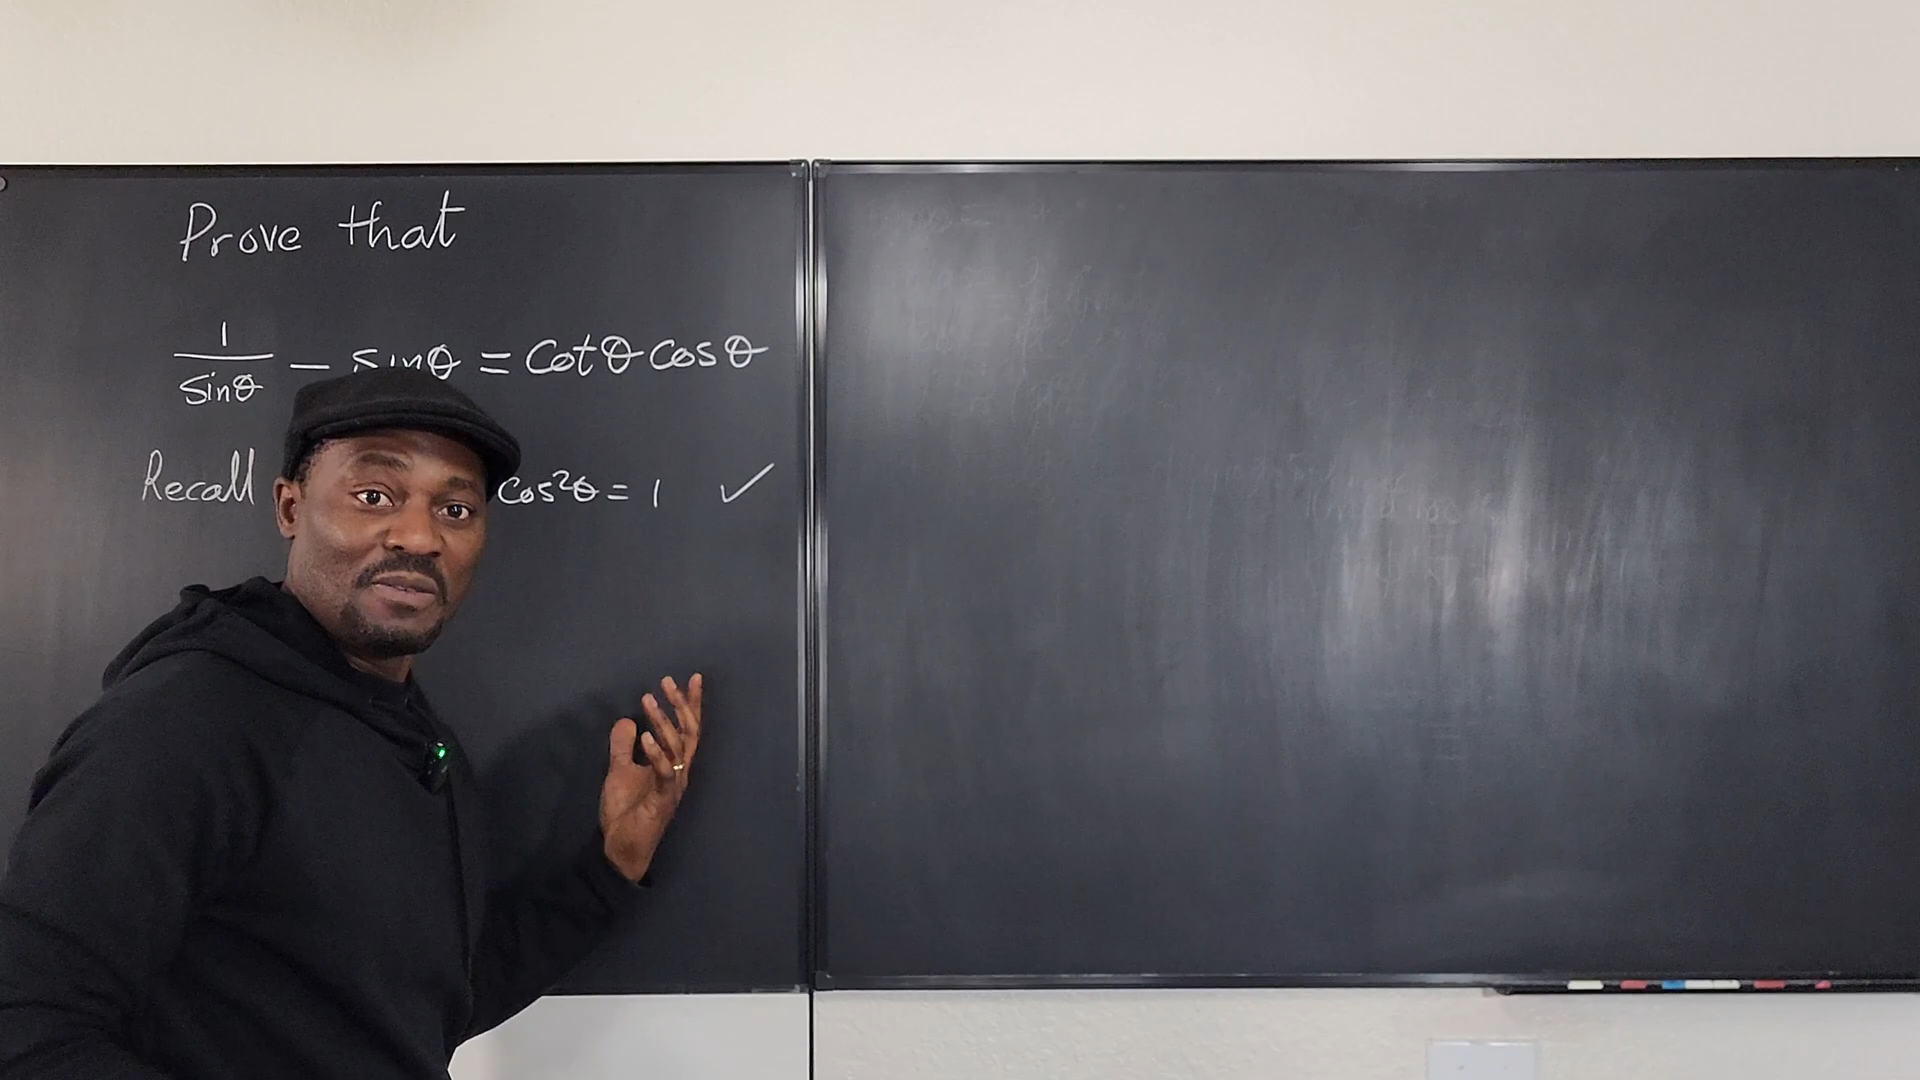 Prove that
1/sinθ - sinθ = cotθ cosθ
Recall cos²θ = 1 ✓